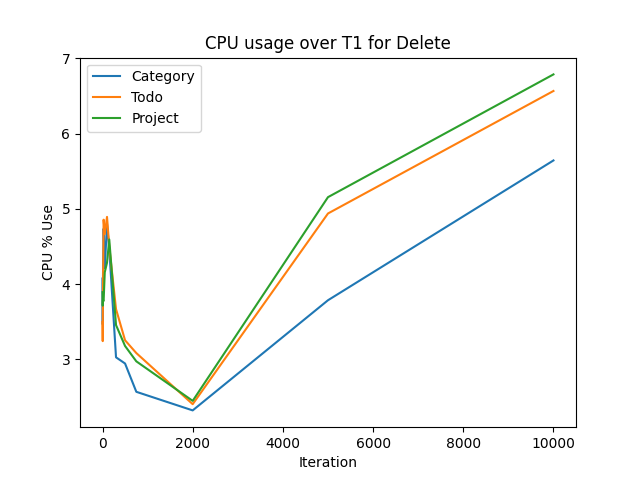 CPU usage over T1 for Delete
Category
Todo
Project
CPU % Use
7
6
5
4
3
0
2000
4000
6000
8000
10000
Iteration